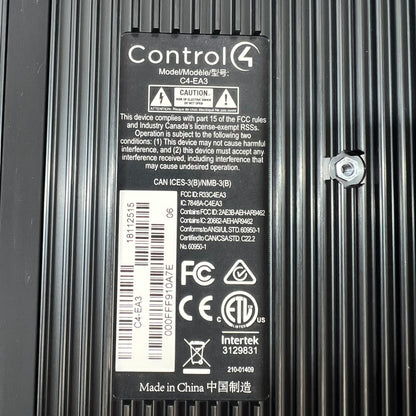 Control4
Model/Modèle/型号:
C4-EA3
CAUTION
RISK OF ELECTRIC SHOCK
DO NOT OPEN
This device complies with part 15 of the FCC rules
and Industry Canada's license-exempt RSSs.
Operation is subject to the following two
conditions: (1) This device may not cause harmful
interference, and (2) this device must accept any
interference received, including interference that
may cause undesired operation.
CAN ICES-3(B)/NMB-3(B)
FCC ID: R33C4EA3
IC: 7848A-C4EA3
Contains FCC ID: 2AE3B-AEHAR9462
Contains IC: 20662-AEHAR9462
Conforms to ANSI/UL STD. 60950-1
Certified to CAN/CSA STD. C22.2
No. 60950-1
18112515
06
C4-EA3
000FFF910A7E
FC
CE
ETL
Intertek
3129831
210-01409
Made in China 中国制造